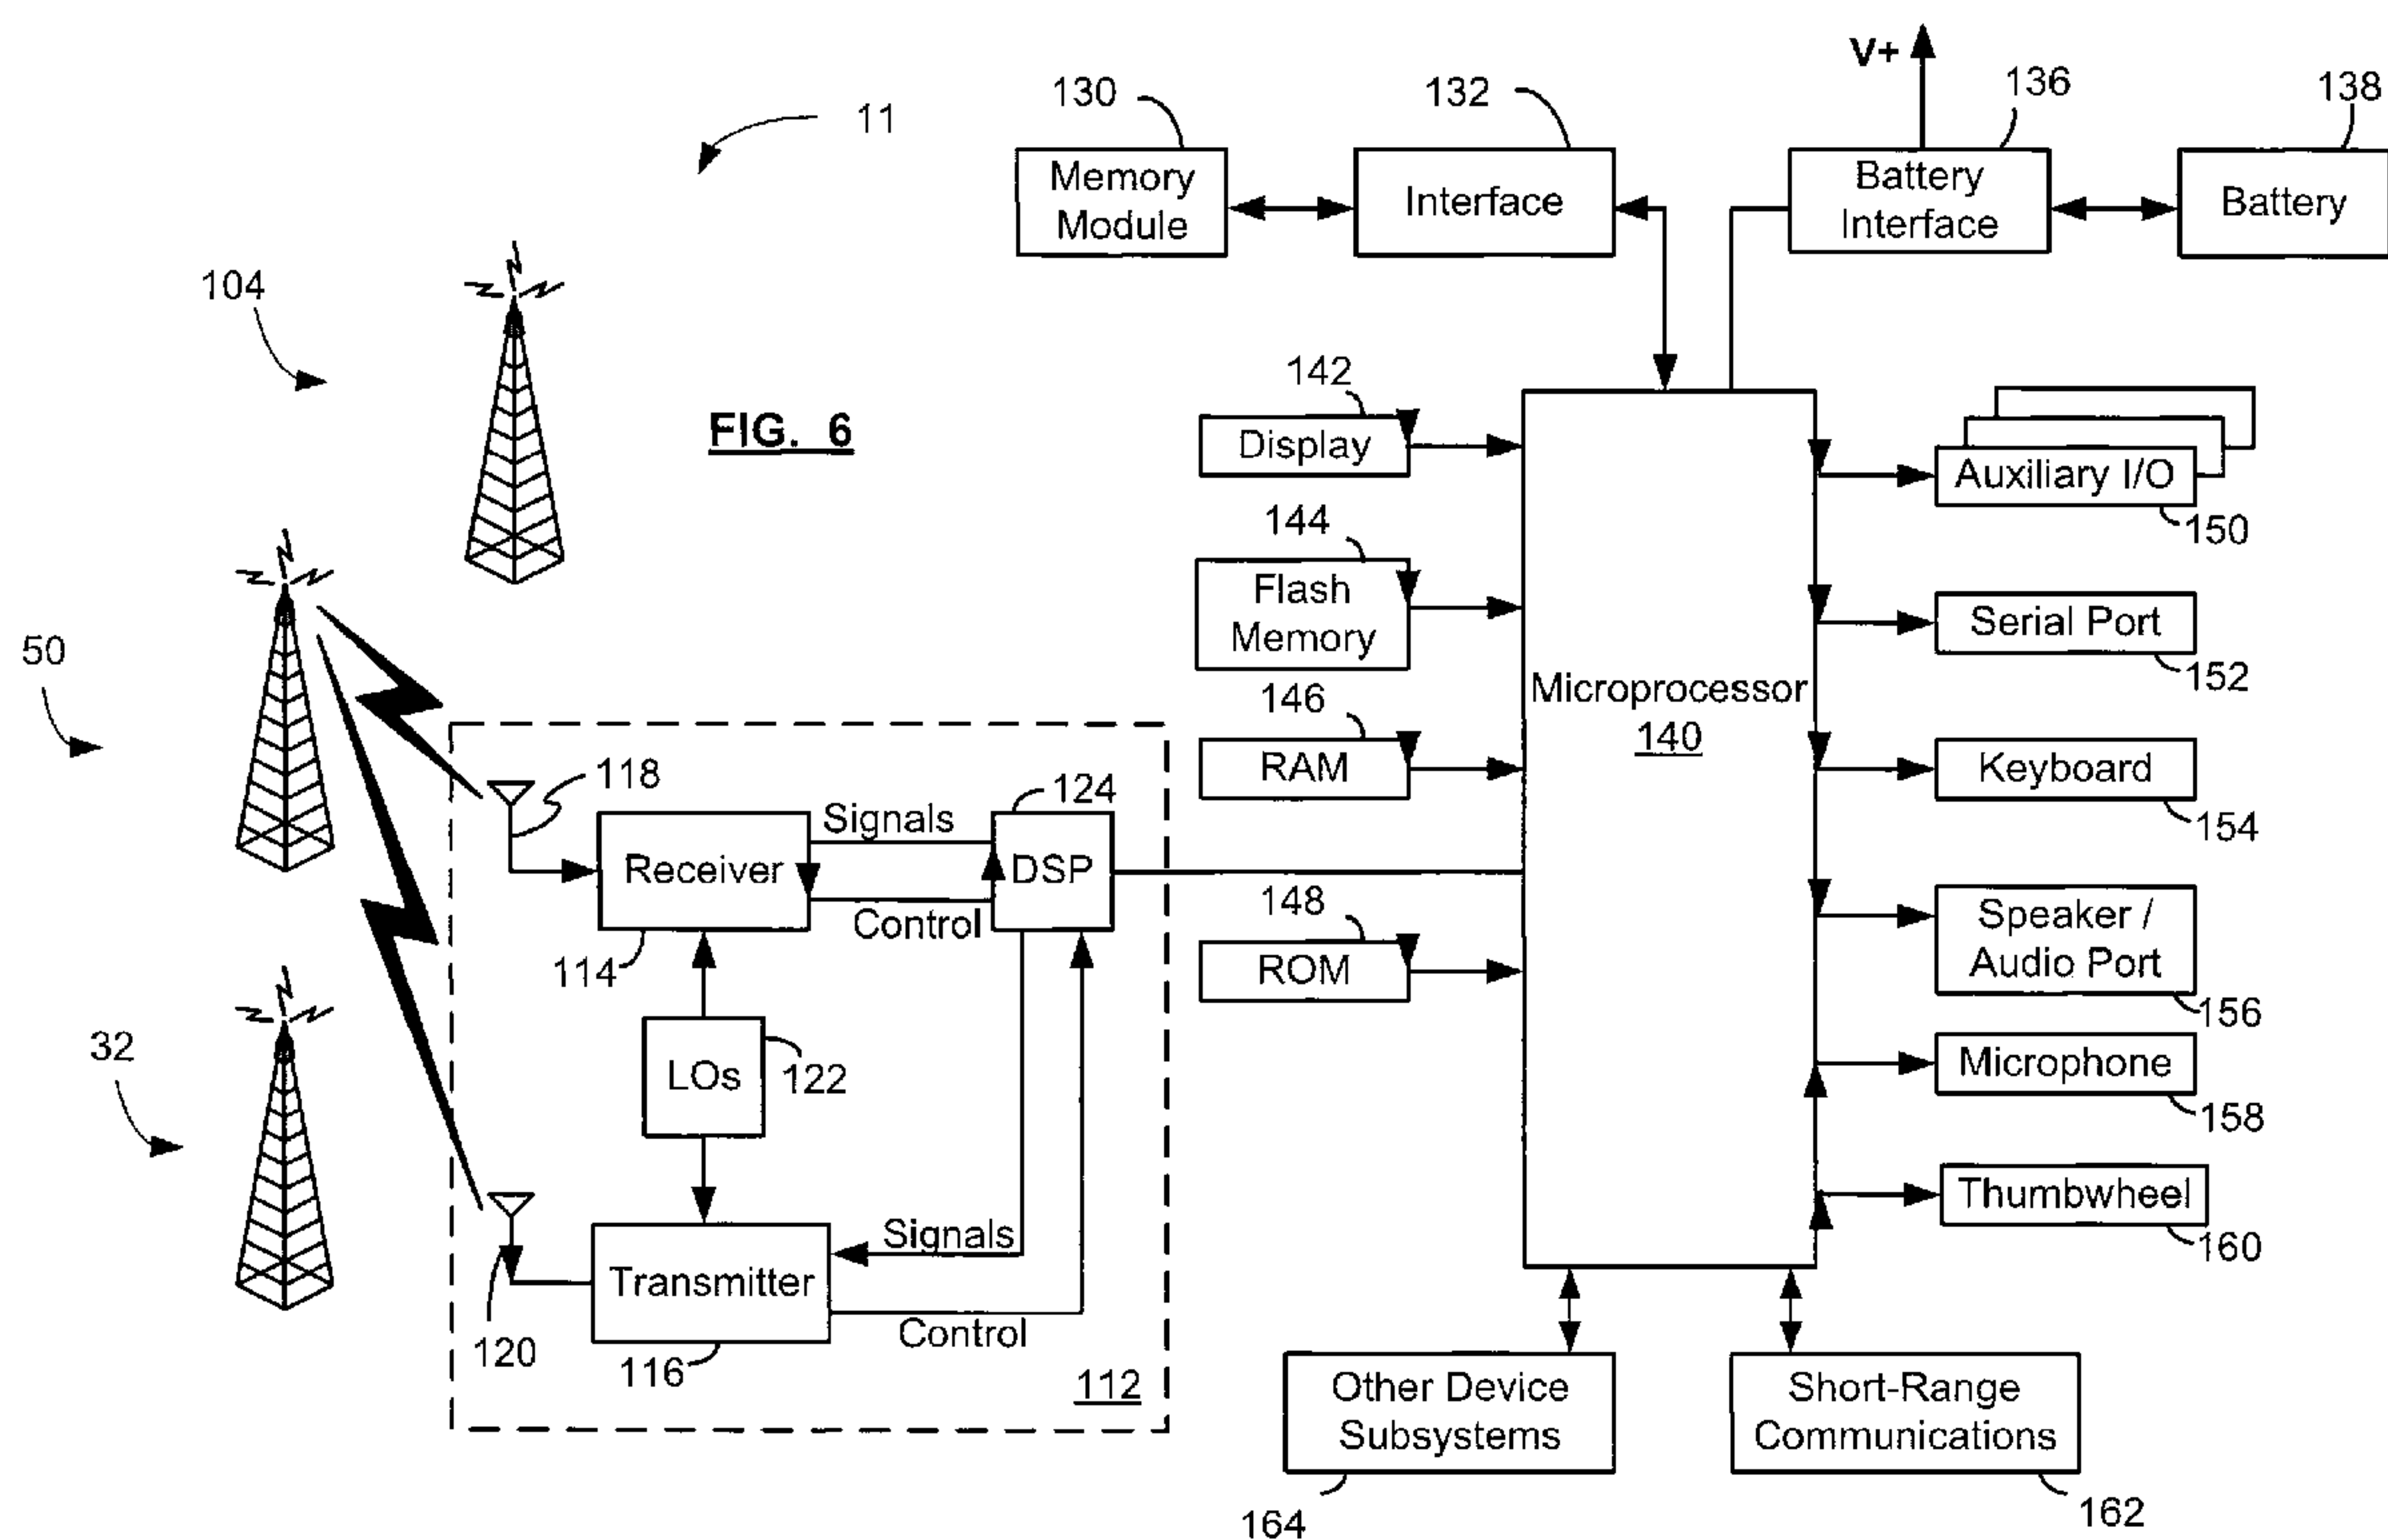 11
130
132
V+
136
138
Memory
Module
Interface
Battery
Interface
Battery
104
FIG. 6
142
Display
144
Flash
Memory
146
RAM
148
ROM
Microprocessor
140
Auxiliary I/O
150
Serial Port
152
Keyboard
154
Speaker /
Audio Port
156
Microphone
158
Thumbwheel
160
50
32
118
Receiver
114
Signals
Control
124
DSP
LOs
122
120
Transmitter
116
Signals
Control
112
Other Device
Subsystems
164
Short-Range
Communications
162